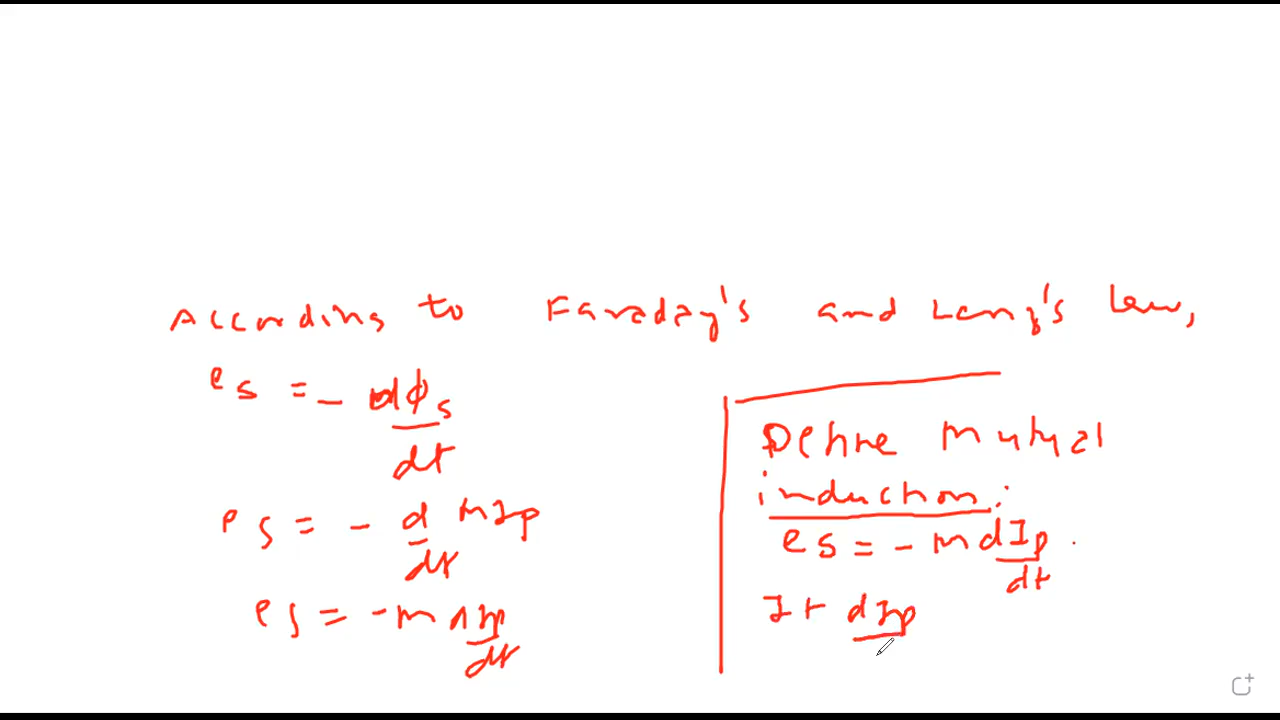 According to Faraday's and Lenz's law,
es = - dϕs/dt
es = - d/dt MIp
es = -M dIp/dt
Define Mutual
induction:
es = - M dIp/dt .
If dIp